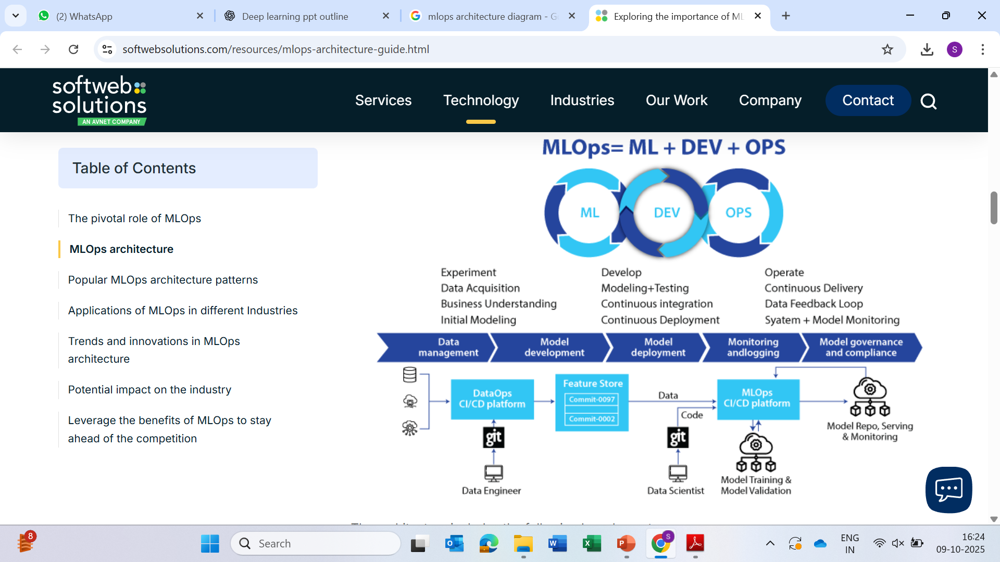 (2) WhatsApp
Deep learning ppt outline
mlops architecture diagram - G
Exploring the importance of ML
softwebsolutions.com/resources/mlops-architecture-guide.html
S
softweb
solutions
AN AVNET COMPANY
Services
Technology
Industries
Our Work
Company
Contact
Table of Contents
The pivotal role of MLOps
MLOps architecture
Popular MLOps architecture patterns
Applications of MLOps in different Industries
Trends and innovations in MLOps
architecture
Potential impact on the industry
Leverage the benefits of MLOps to stay
ahead of the competition
MLOps= ML + DEV + OPS
ML
DEV
OPS
Experiment
Data Acquisition
Business Understanding
Initial Modeling
Develop
Modeling+Testing
Continuous integration
Continuous Deployment
Operate
Continuous Delivery
Data Feedback Loop
Syatem + Model Monitoring
Data
management
Model
development
Model
deployment
Monitoring
andlogging
Model governance
and compliance
DataOps
CI/CD platform
Feature Store
Commit-0097
Commit-0002
Data
Code
MLOps
CI/CD platform
git
git
Data Engineer
Data Scientist
Model Training &
Model Validation
Model Repo, Serving
& Monitoring
8
Search
O
W
X
P
S
ENG
IN
16:24
09-10-2025